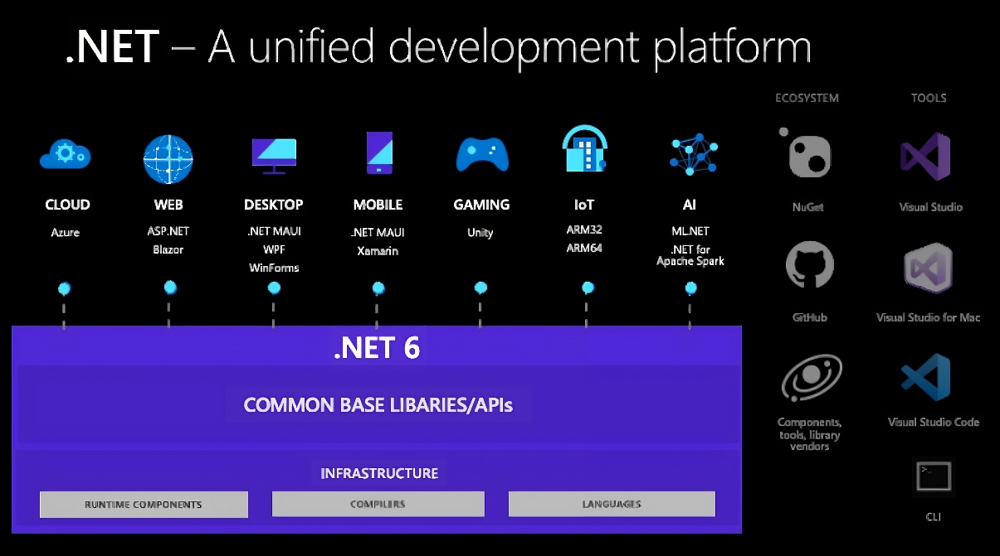 .NET – A unified development platform
ECOSYSTEM
TOOLS
CLOUD
Azure
WEB
ASP.NET
Blazor
DESKTOP
.NET MAUI
WPF
WinForms
MOBILE
.NET MAUI
Xamarin
GAMING
Unity
IoT
ARM32
ARM64
AI
ML.NET
.NET for
Apache Spark
NuGet
GitHub
Components,
tools, library
vendors
Visual Studio
Visual Studio for Mac
Visual Studio Code
>_
CLI
.NET 6
COMMON BASE LIBARIES/APIs
INFRASTRUCTURE
RUNTIME COMPONENTS
COMPILERS
LANGUAGES